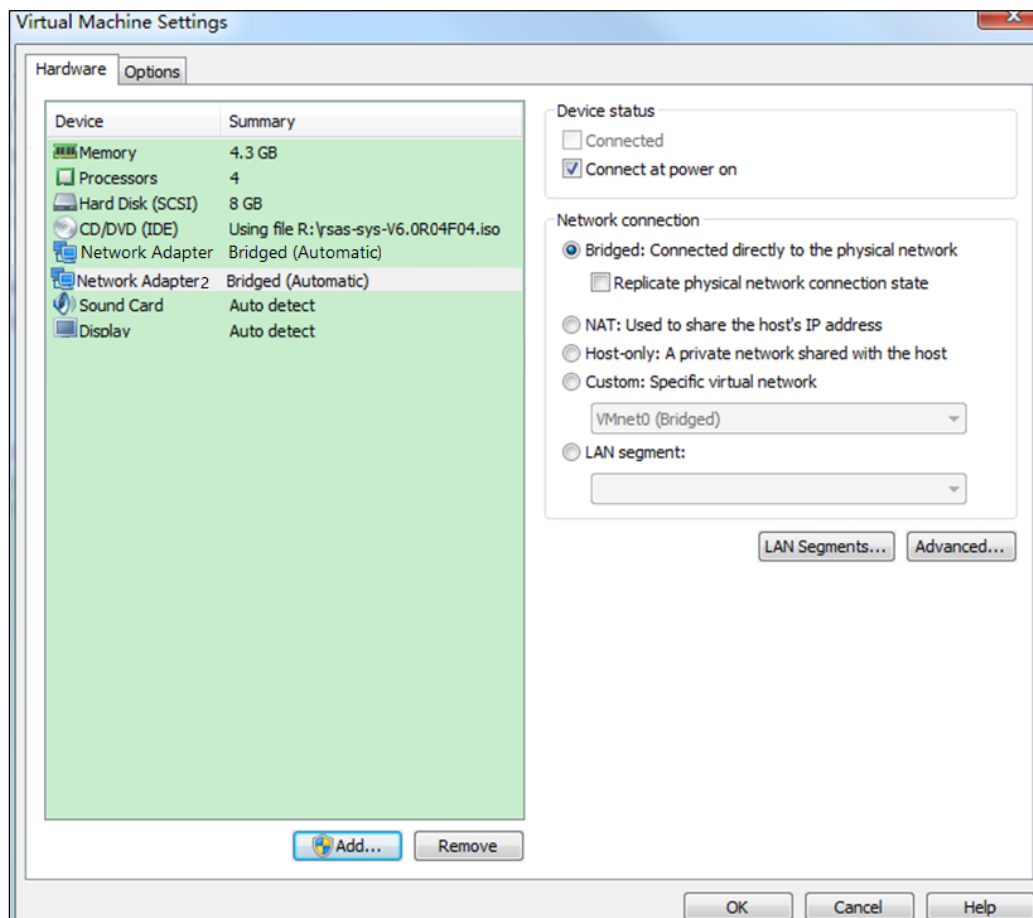 Virtual Machine Settings
Hardware Options
Device Summary
Memory 4.3 GB
Processors 4
Hard Disk (SCSI) 8 GB
CD/DVD (IDE) Using file R:\rsas-sys-V6.0R04F04.iso
Network Adapter Bridged (Automatic)
Network Adapter2 Bridged (Automatic)
Sound Card Auto detect
Display Auto detect
Add... Remove
Device status
Connected
Connect at power on
Network connection
Bridged: Connected directly to the physical network
Replicate physical network connection state
NAT: Used to share the host's IP address
Host-only: A private network shared with the host
Custom: Specific virtual network
VMnet0 (Bridged)
LAN segment:
LAN Segments... Advanced...
OK Cancel Help